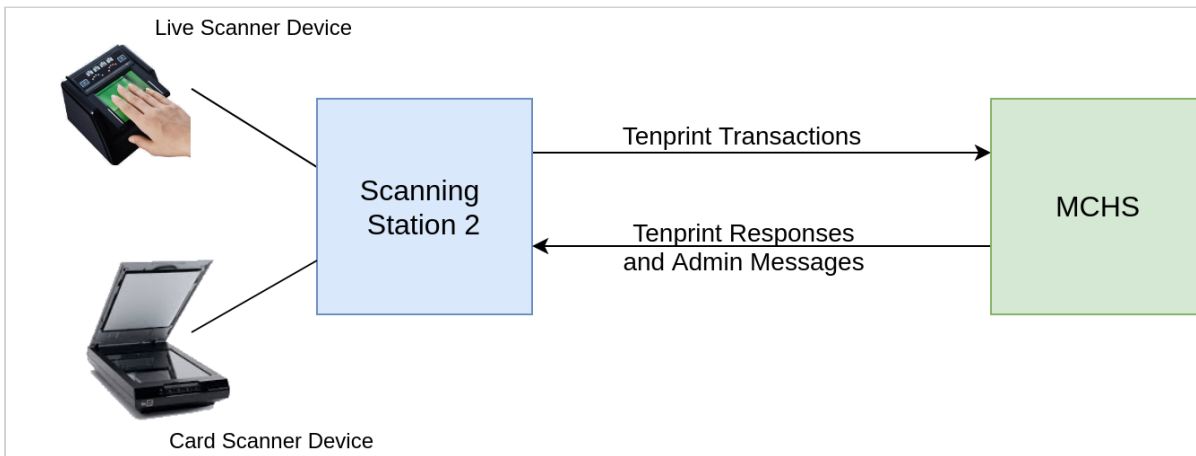 Live Scanner Device
Tenprint Transactions
Scanning
Station 2
MCHS
Tenprint Responses
and Admin Messages
Card Scanner Device